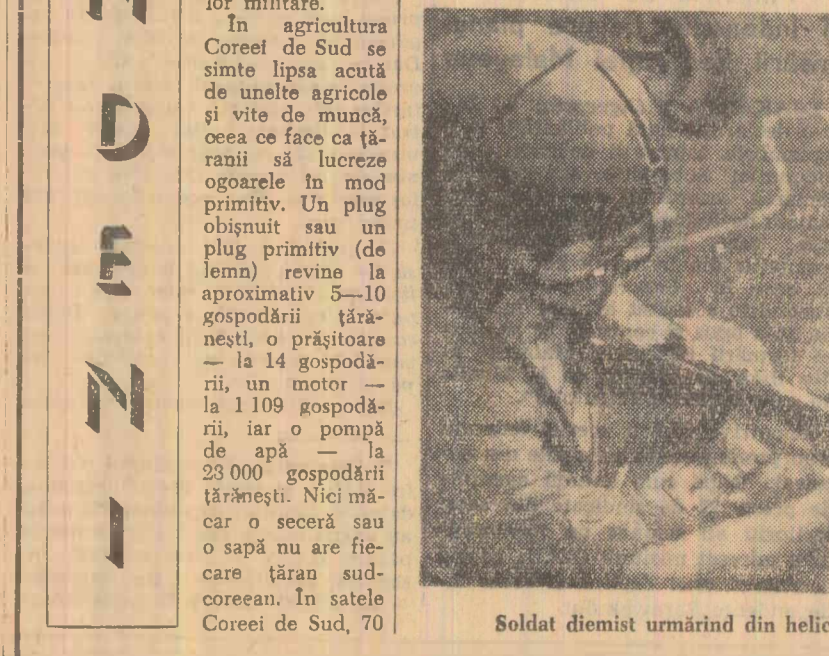 M
D
E
N
I
lor militare.
În agricultura
Coreei de Sud se
simte lipsa acută
de unelte agricole
și vite de muncă,
ceea ce face ca ță-
ranii să lucreze
ogoarele în mod
primitiv. Un plug
obișnuit sau un
plug primitiv (de
lemn) revine la
aproximativ 5—10
gospodării țără-
nești, o prășitoare
— la 14 gospodă-
rii, un motor —
la 1 109 gospodă-
rii, iar o pompă
de apă — la
23 000 gospodării
țărănești. Nici mă-
car o seceră sau
o sapă nu are fie-
care țăran sud-
coreean. În satele
Coreei de Sud, 70
Soldat diemist urmărind din helic